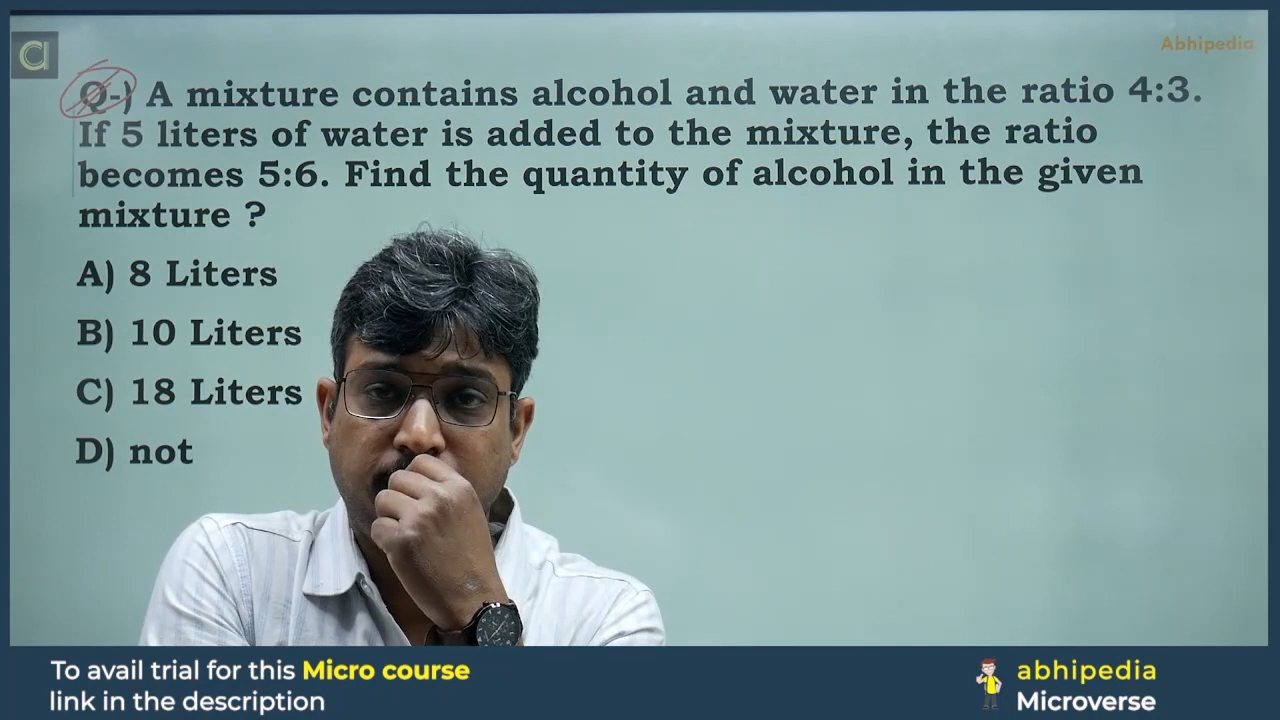 Abhipedia
Q-) A mixture contains alcohol and water in the ratio 4:3.
If 5 liters of water is added to the mixture, the ratio
becomes 5:6. Find the quantity of alcohol in the given
mixture ?
A) 8 Liters
B) 10 Liters
C) 18 Liters
D) not
To avail trial for this Micro course
link in the description
abhipedia
Microverse